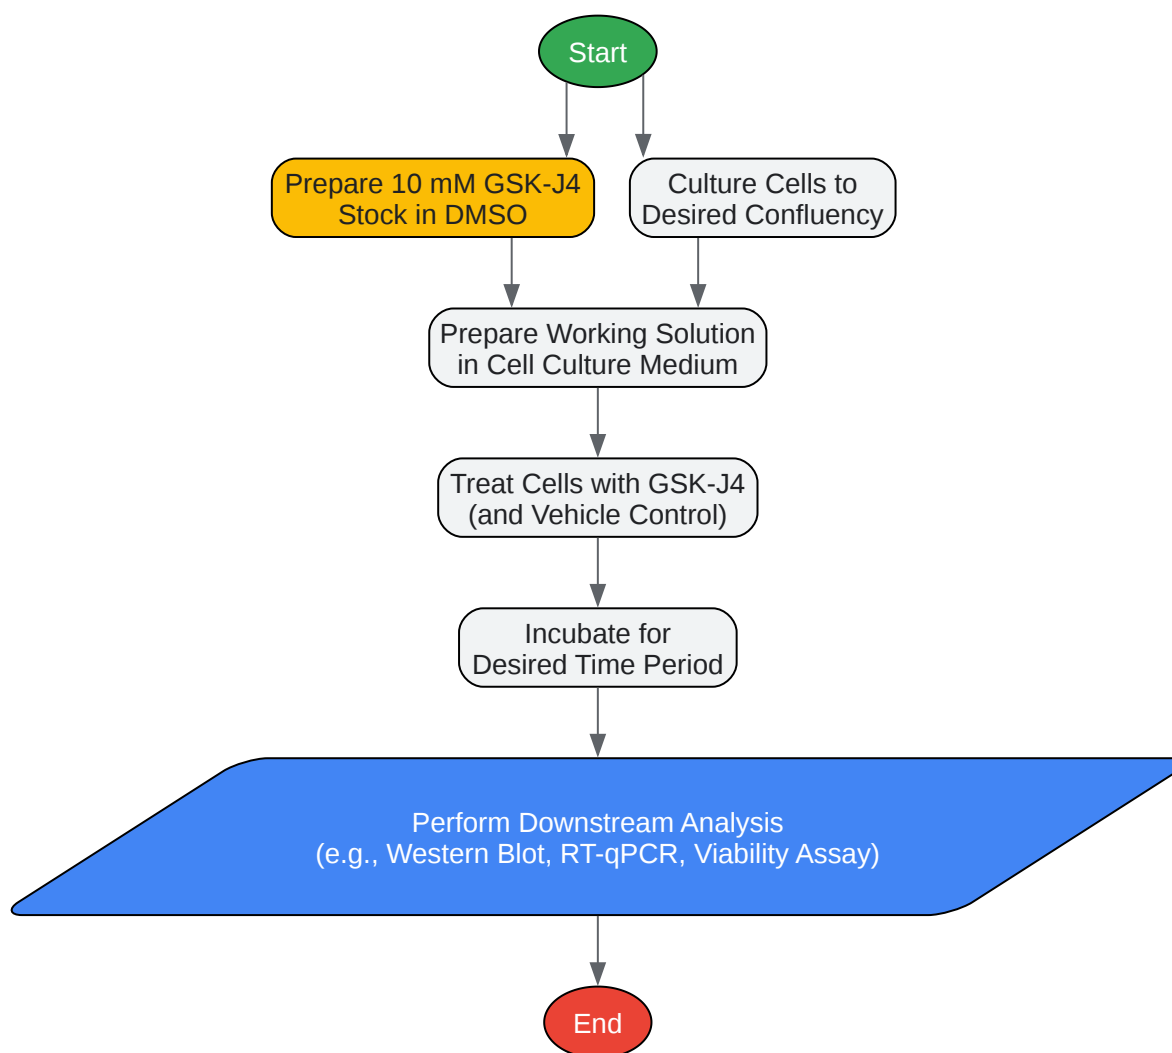 Start
Prepare 10 mM GSK-J4
Stock in DMSO
Culture Cells to
Desired Confluency
Prepare Working Solution
in Cell Culture Medium
Treat Cells with GSK-J4
(and Vehicle Control)
Incubate for
Desired Time Period
Perform Downstream Analysis
(e.g., Western Blot, RT-qPCR, Viability Assay)
End